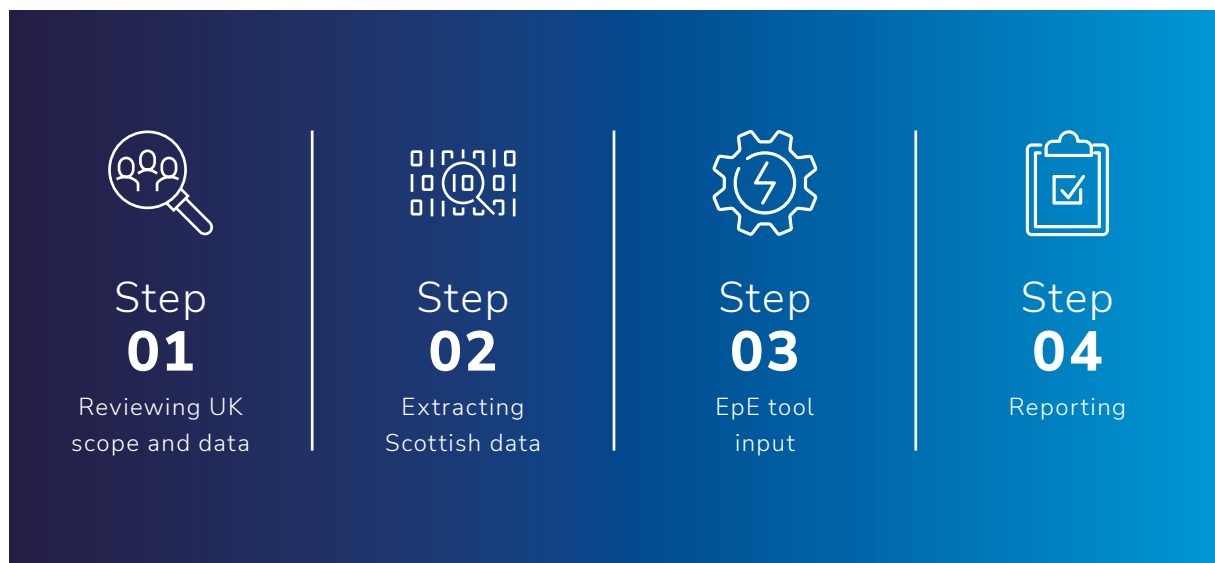 Step
01
Reviewing UK
scope and data
Step
02
Extracting
Scottish data
Step
03
EpE tool
input
Step
04
Reporting